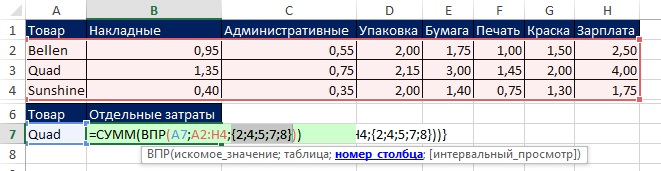 A B C D E F G H
1 Товар Накладные Административные Упаковка Бумага Печать Краска Зарплата
2 Bellen 0,95 0,55 2,00 1,75 1,00 1,50 2,50
3 Quad 1,35 0,75 2,15 3,00 1,45 2,00 4,00
4 Sunshine 0,40 0,35 2,00 1,40 0,75 1,30 1,75
6 Товар Отдельные затраты
7 Quad =СУММ(ВПР(A7;A2:H4;{2;4;5;7;8})) H4;{2;4;5;7;8}))}
8 ВПР(искомое_значение; таблица; номер_столбца; [интервальный_просмотр])